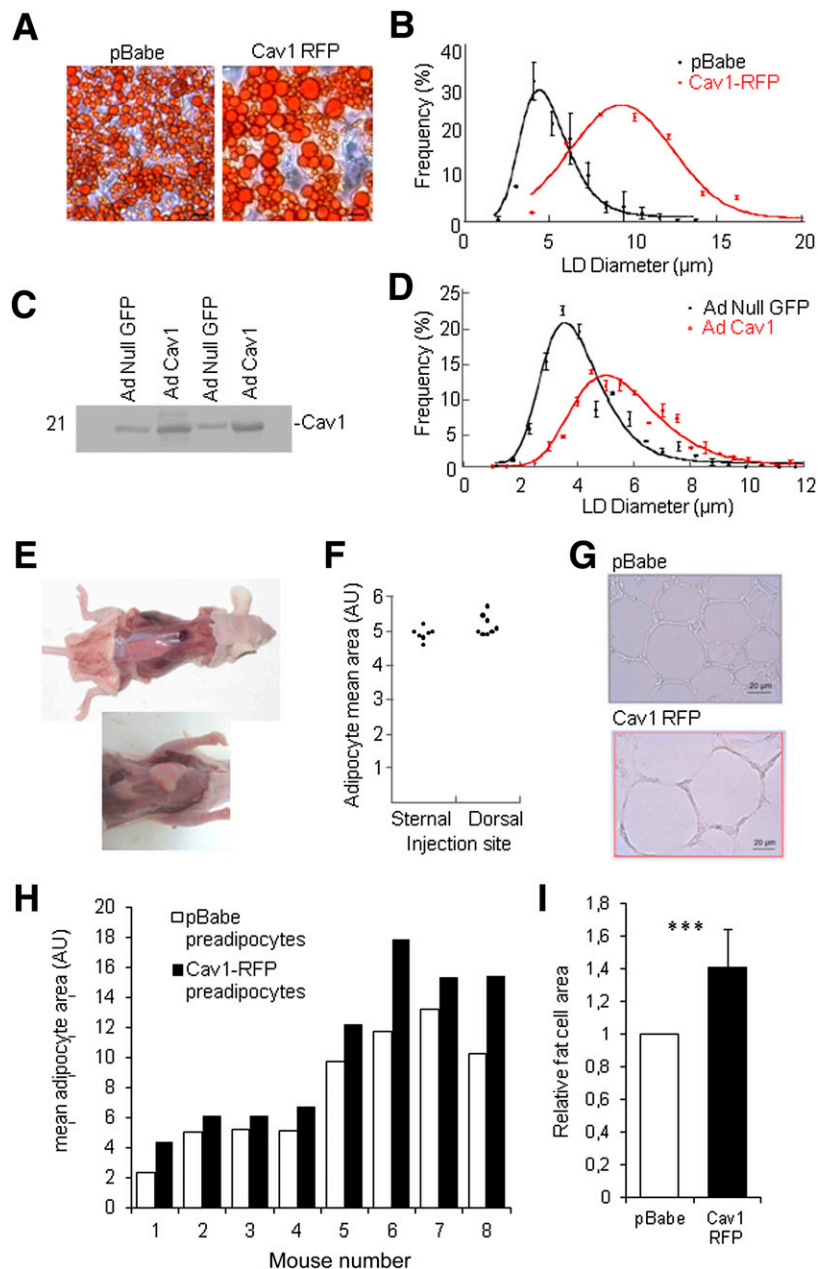 A
pBabe
Cav1 RFP
B
40
30
20
10
0
Frequency (%)
pBabe
Cav1-RFP
5
10
15
20
LD Diameter (µm)
C
Ad Null GFP
Ad Cav1
Ad Null GFP
Ad Cav1
21
-Cav1
D
25
20
15
10
5
0
Frequency (%)
Ad Null GFP
Ad Cav1
0
2
4
6
8
10
12
LD Diameter (µm)
E
F
6
5
4
3
2
1
Adipocyte mean area (AU)
Sternal
Dorsal
Injection site
G
pBabe
20 µm
Cav1 RFP
20 µm
H
20
18
16
14
12
10
8
6
4
2
0
mean adipocyte area (AU)
pBabe
preadipocytes
Cav1-RFP
preadipocytes
1 2 3 4 5 6 7 8
Mouse number
I
1,8
1,6
1,4
1,2
1
0,8
0,6
0,4
0,2
0
Relative fat cell area
***
pBabe
Cav1
RFP